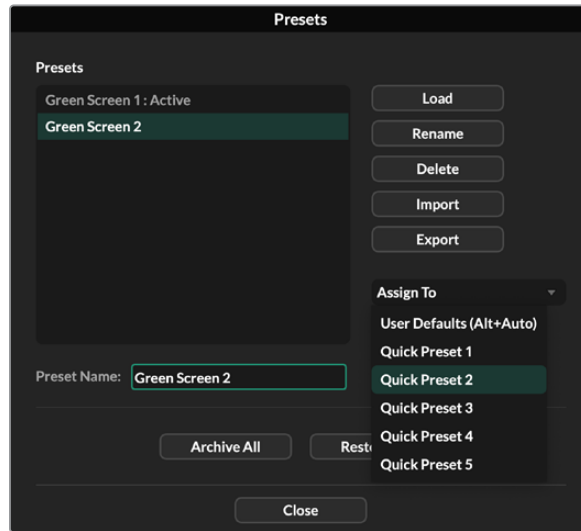 Presets
Presets
Green Screen 1 : Active
Green Screen 2
Load
Rename
Delete
Import
Export
Assign To
User Defaults (Alt+Auto)
Quick Preset 1
Quick Preset 2
Quick Preset 3
Quick Preset 4
Quick Preset 5
Preset Name: Green Screen 2
Archive All
Close